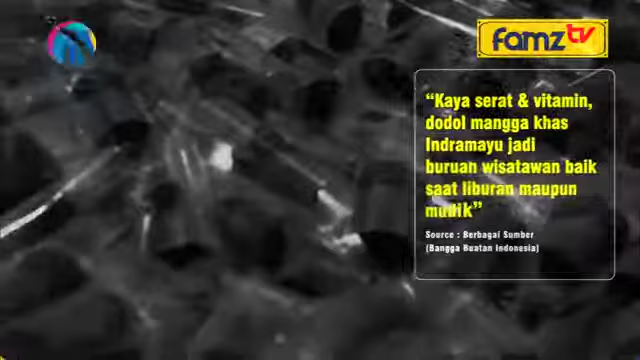 famz tv
“Kaya serat & vitamin,
dodol mangga khas
Indramayu jadi
buruan wisatawan baik
saat liburan maupun
mudik”
Source : Berbagai Sumber
(Bangga Buatan Indonesia)